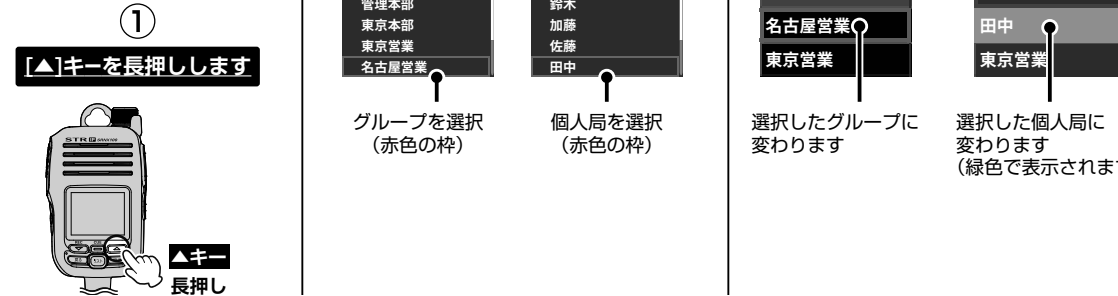 ①
[▲]キーを長押しします
STR
▲キー
長押し
管理本部
東京本部
東京営業
名古屋営業
グループを選択
（赤色の枠）
鈴木
加藤
佐藤
田中
個人局を選択
（赤色の枠）
名古屋営業
東京営業
選択したグループに
変わります
田中
東京営業
選択した個人局に
変わります
（緑色で表示されま